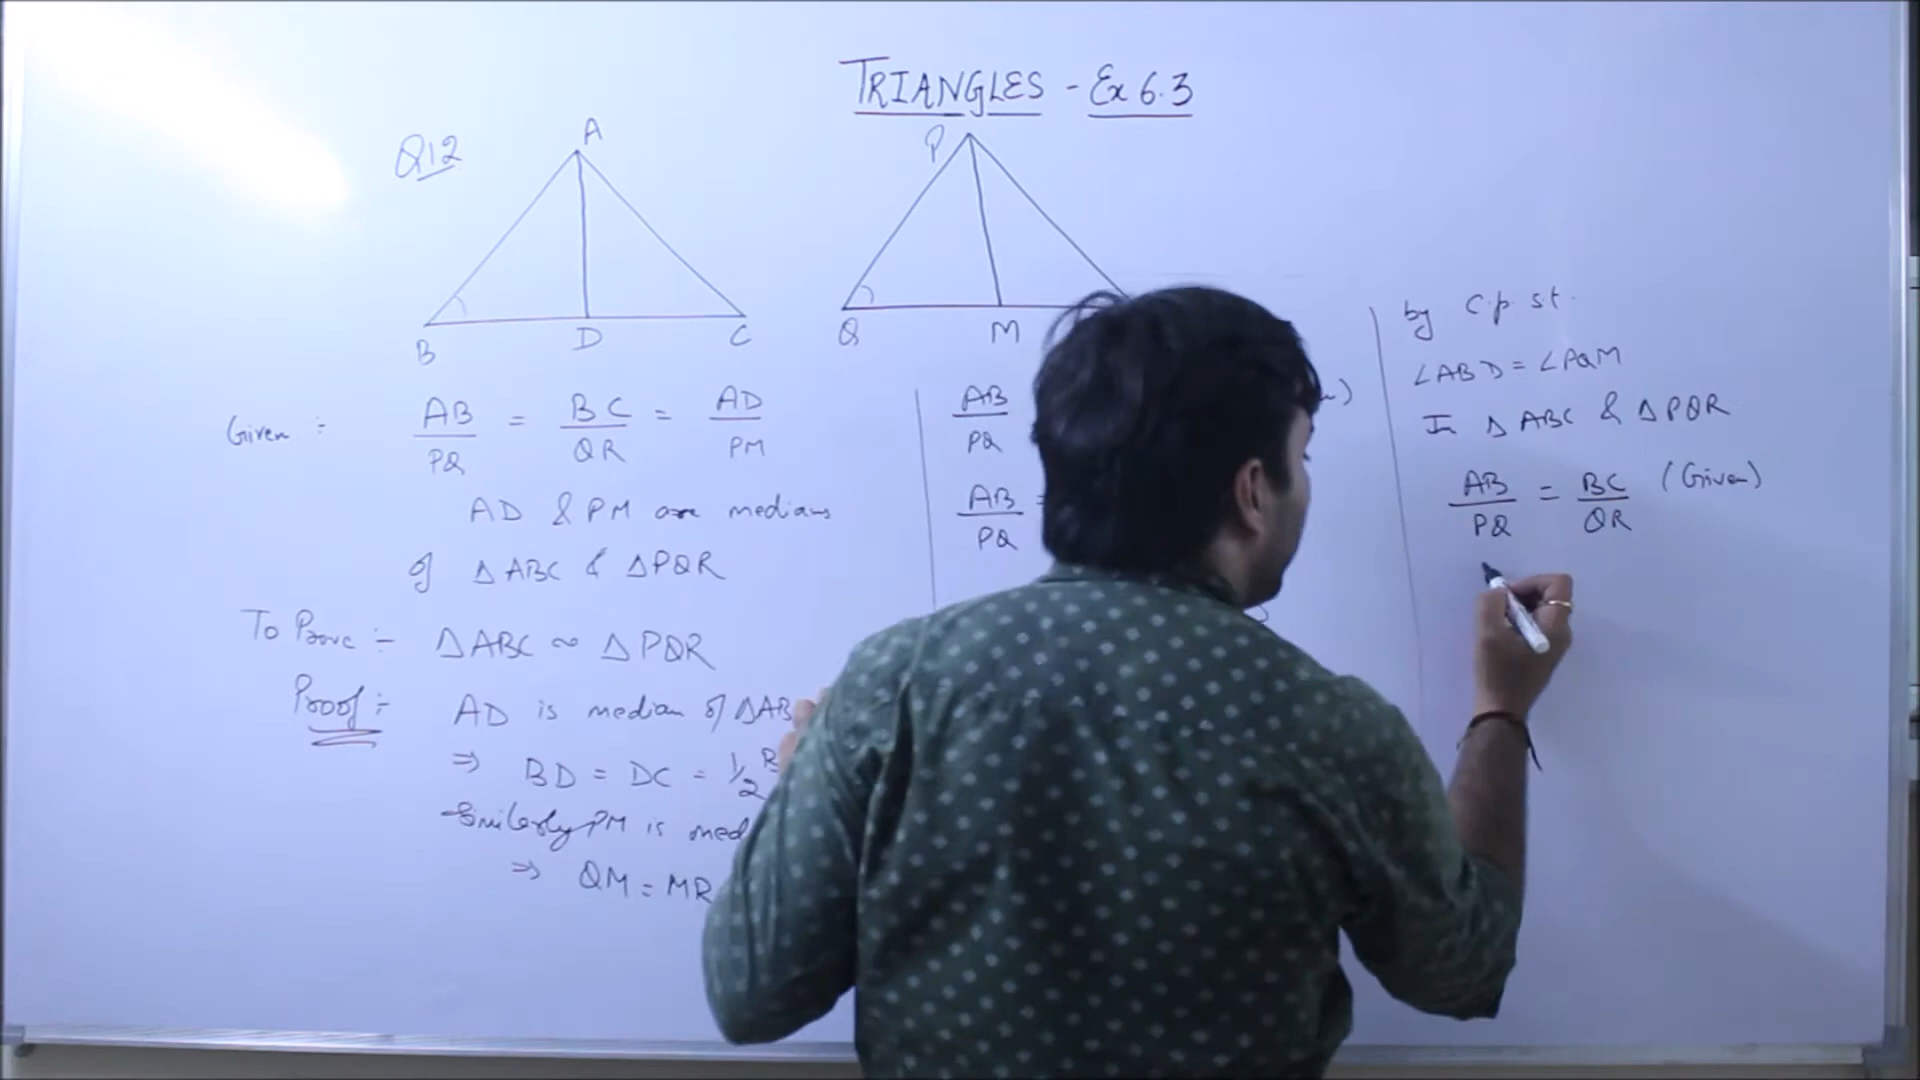 TRIANGLES - Ex 6.3
Q12
A
B D C
P
Q M
Given :- AB/PQ = BC/QR = AD/PM
AD & PM are medians
of Δ ABC & Δ PQR
To Prove :- Δ ABC ~ Δ PQR
Proof :- AD is median of Δ AB
⇒ BD = DC = 1/2 B
Similarly PM is med
⇒ QM = MR
AB/PQ
AB/PQ =
by c.p.s.t.
∠ABD = ∠PQM
In Δ ABC & Δ PQR
AB/PQ = BC/QR (Given)